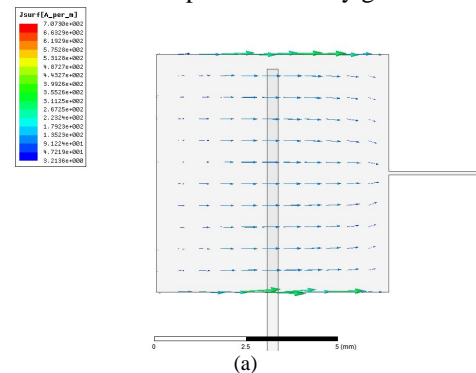 Jsurf[A_per_m]
7.0730e+002
6.6329e+002
6.1929e+002
5.7528e+002
5.3128e+002
4.8727e+002
4.4327e+002
3.9926e+002
3.5526e+002
3.1125e+002
2.6725e+002
2.2324e+002
1.7923e+002
1.3523e+002
9.1224e+001
4.7219e+001
3.2136e+000
0 2.5 5 (mm)
(a)